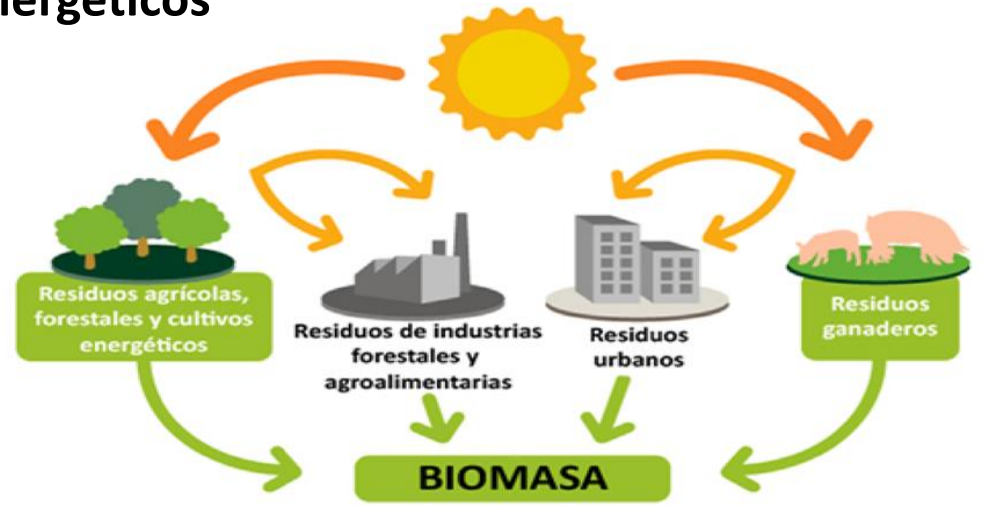 Residuos agrícolas,
forestales y cultivos
energéticos
Residuos de industrias
forestales y
agroalimentarias
Residuos
urbanos
Residuos
ganaderos
BIOMASA